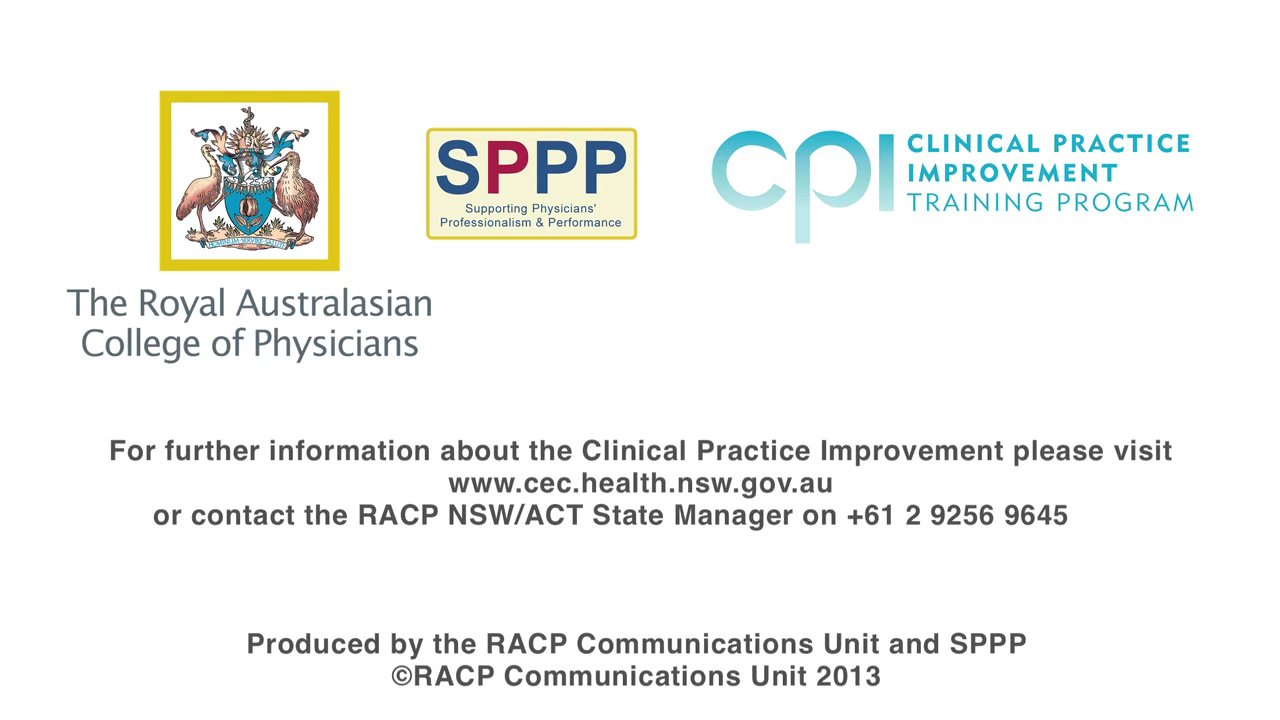 HOMINUM SERVIRE SALUTI
The Royal Australasian
College of Physicians
SPPP
Supporting Physicians'
Professionalism & Performance
cpi
CLINICAL PRACTICE
IMPROVEMENT
TRAINING PROGRAM
For further information about the Clinical Practice Improvement please visit
www.cec.health.nsw.gov.au
or contact the RACP NSW/ACT State Manager on +61 2 9256 9645
Produced by the RACP Communications Unit and SPPP
©RACP Communications Unit 2013